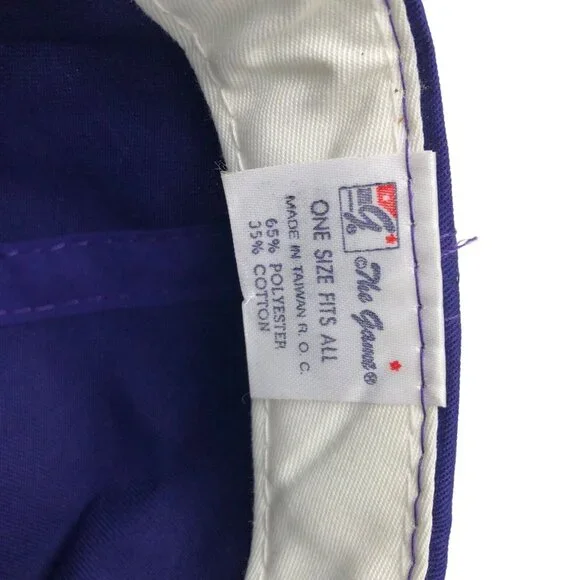 G®
©The Game®
ONE SIZE FITS ALL
MADE IN TAIWAN R.O.C.
65% POLYESTER
35% COTTON